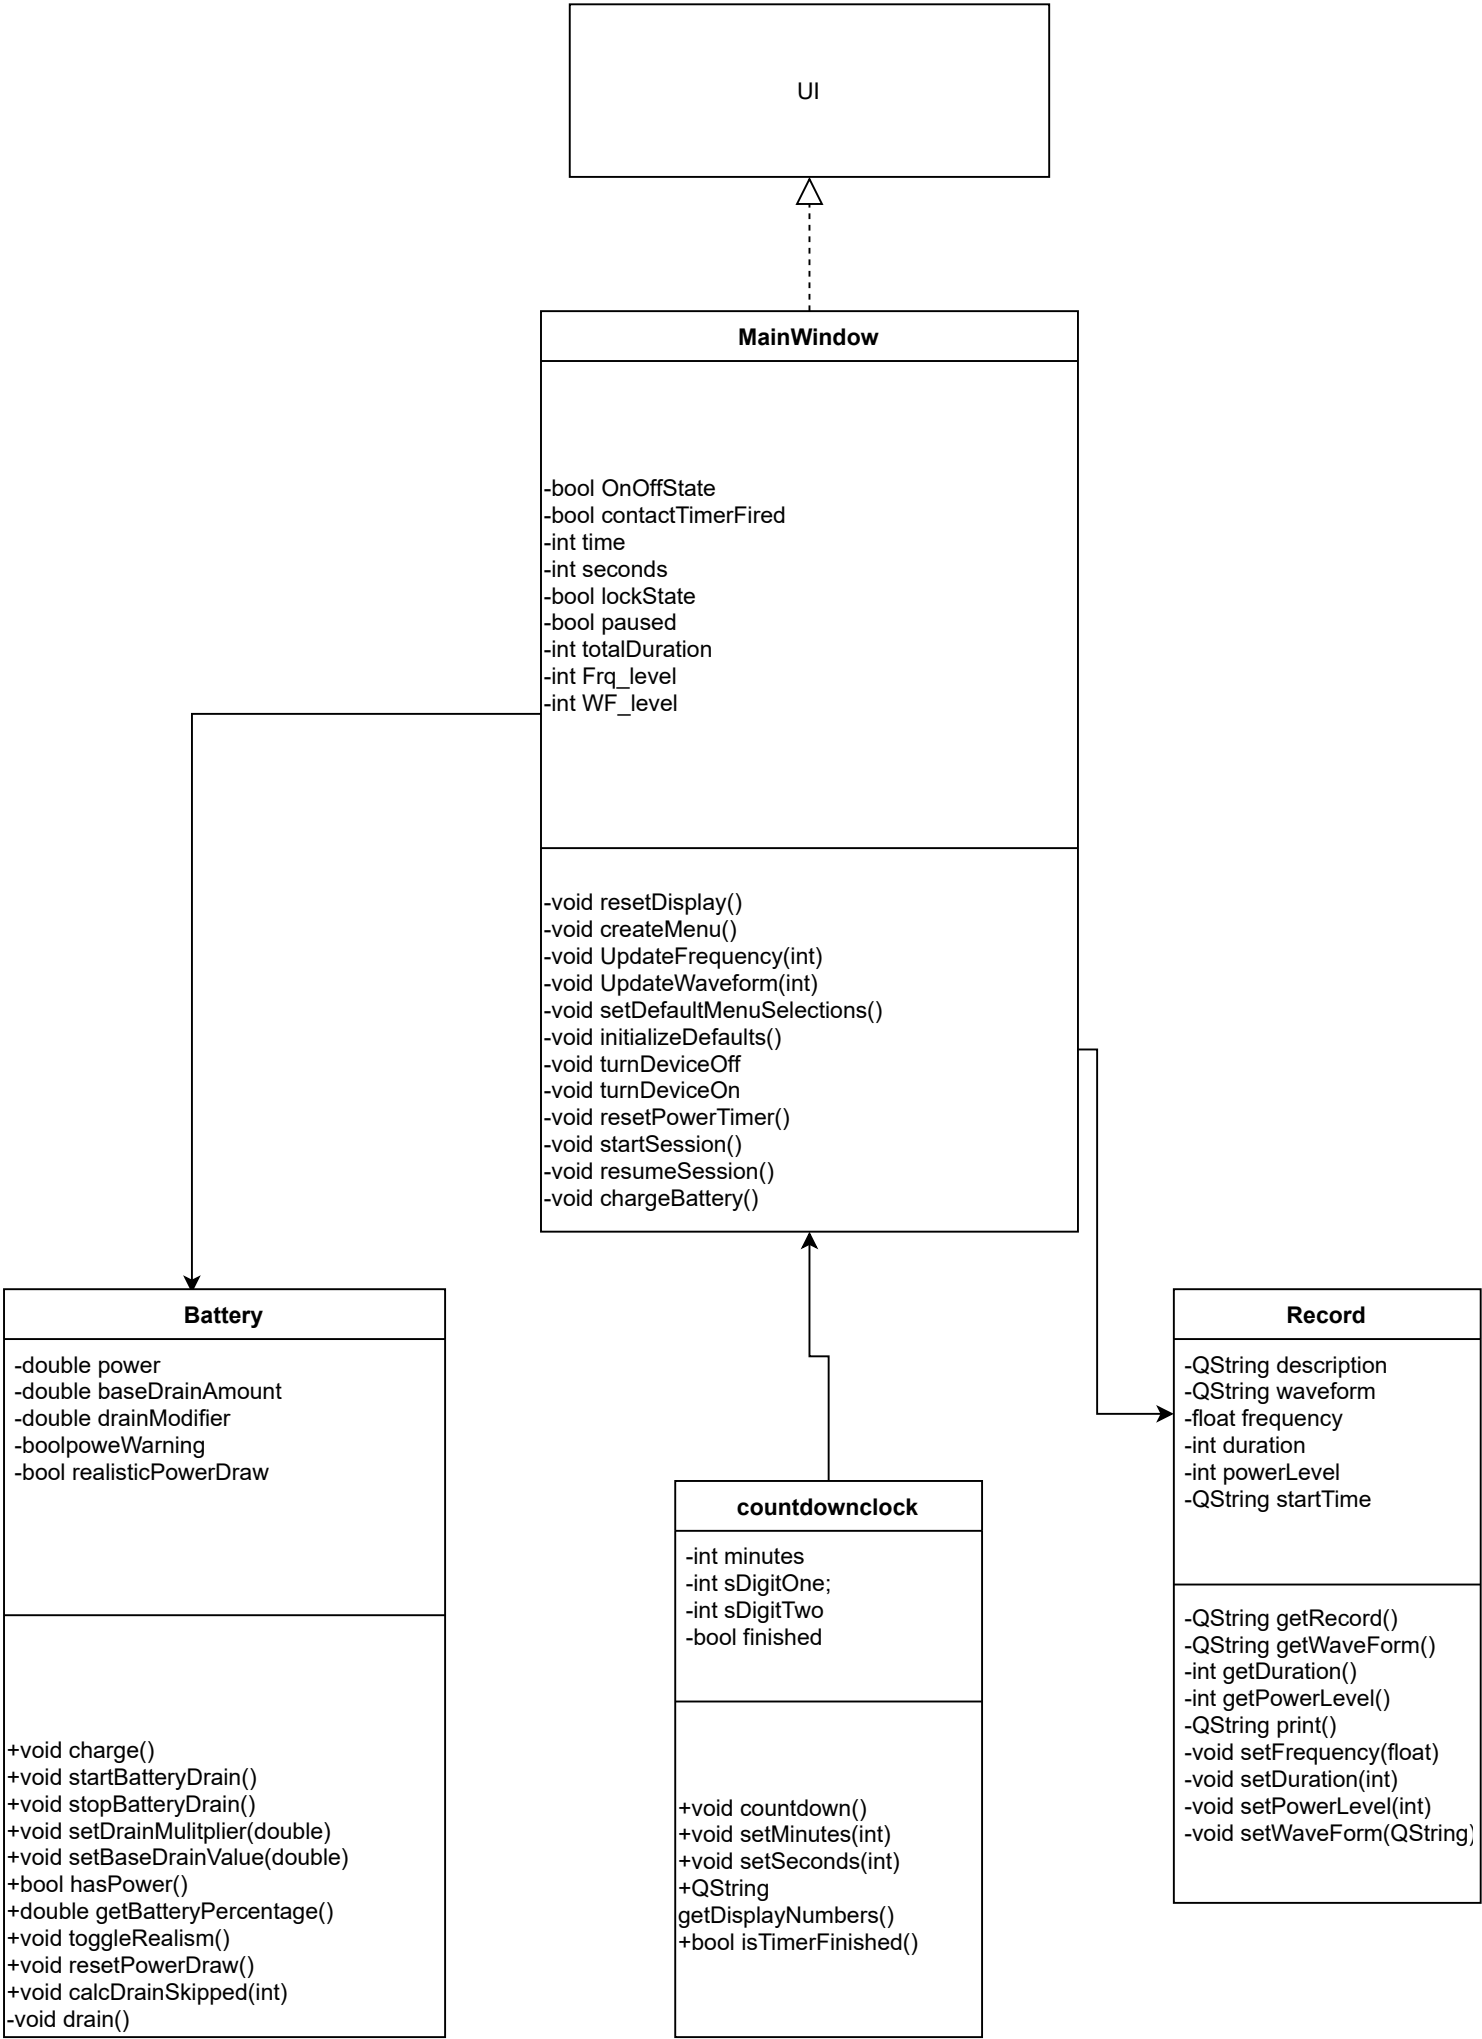 UI
MainWindow
-bool OnOffState
-bool contactTimerFired
-int time
-int seconds
-bool lockState
-bool paused
-int totalDuration
-int Frq_level
-int WF_level
-void resetDisplay()
-void createMenu()
-void UpdateFrequency(int)
-void UpdateWaveform(int)
-void setDefaultMenuSelections()
-void initializeDefaults()
-void turnDeviceOff
-void turnDeviceOn
-void resetPowerTimer()
-void startSession()
-void resumeSession()
-void chargeBattery()
Battery
-double power
-double baseDrainAmount
-double drainModifier
-boolpoweWarning
-bool realisticPowerDraw
+void charge()
+void startBatteryDrain()
+void stopBatteryDrain()
+void setDrainMulitplier(double)
+void setBaseDrainValue(double)
+bool hasPower()
+double getBatteryPercentage()
+void toggleRealism()
+void resetPowerDraw()
+void calcDrainSkipped(int)
-void drain()
countdownclock
-int minutes
-int sDigitOne;
-int sDigitTwo
-bool finished
+void countdown()
+void setMinutes(int)
+void setSeconds(int)
+QString
getDisplayNumbers()
+bool isTimerFinished()
Record
-QString description
-QString waveform
-float frequency
-int duration
-int powerLevel
-QString startTime
-QString getRecord()
-QString getWaveForm()
-int getDuration()
-int getPowerLevel()
-QString print()
-void setFrequency(float)
-void setDuration(int)
-void setPowerLevel(int)
-void setWaveForm(QString)